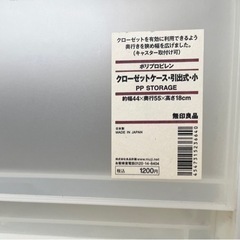 クローゼットを有効に利用できるよう
奥行きを狭め幅を広げました。
(キャスター取付け可)
ポリプロピレン
クローゼットケース・引出式・小
PP STORAGE
約幅44×奥行55×高さ18cm
無印良品
日本製
MADE IN JAPAN
税込 1200円